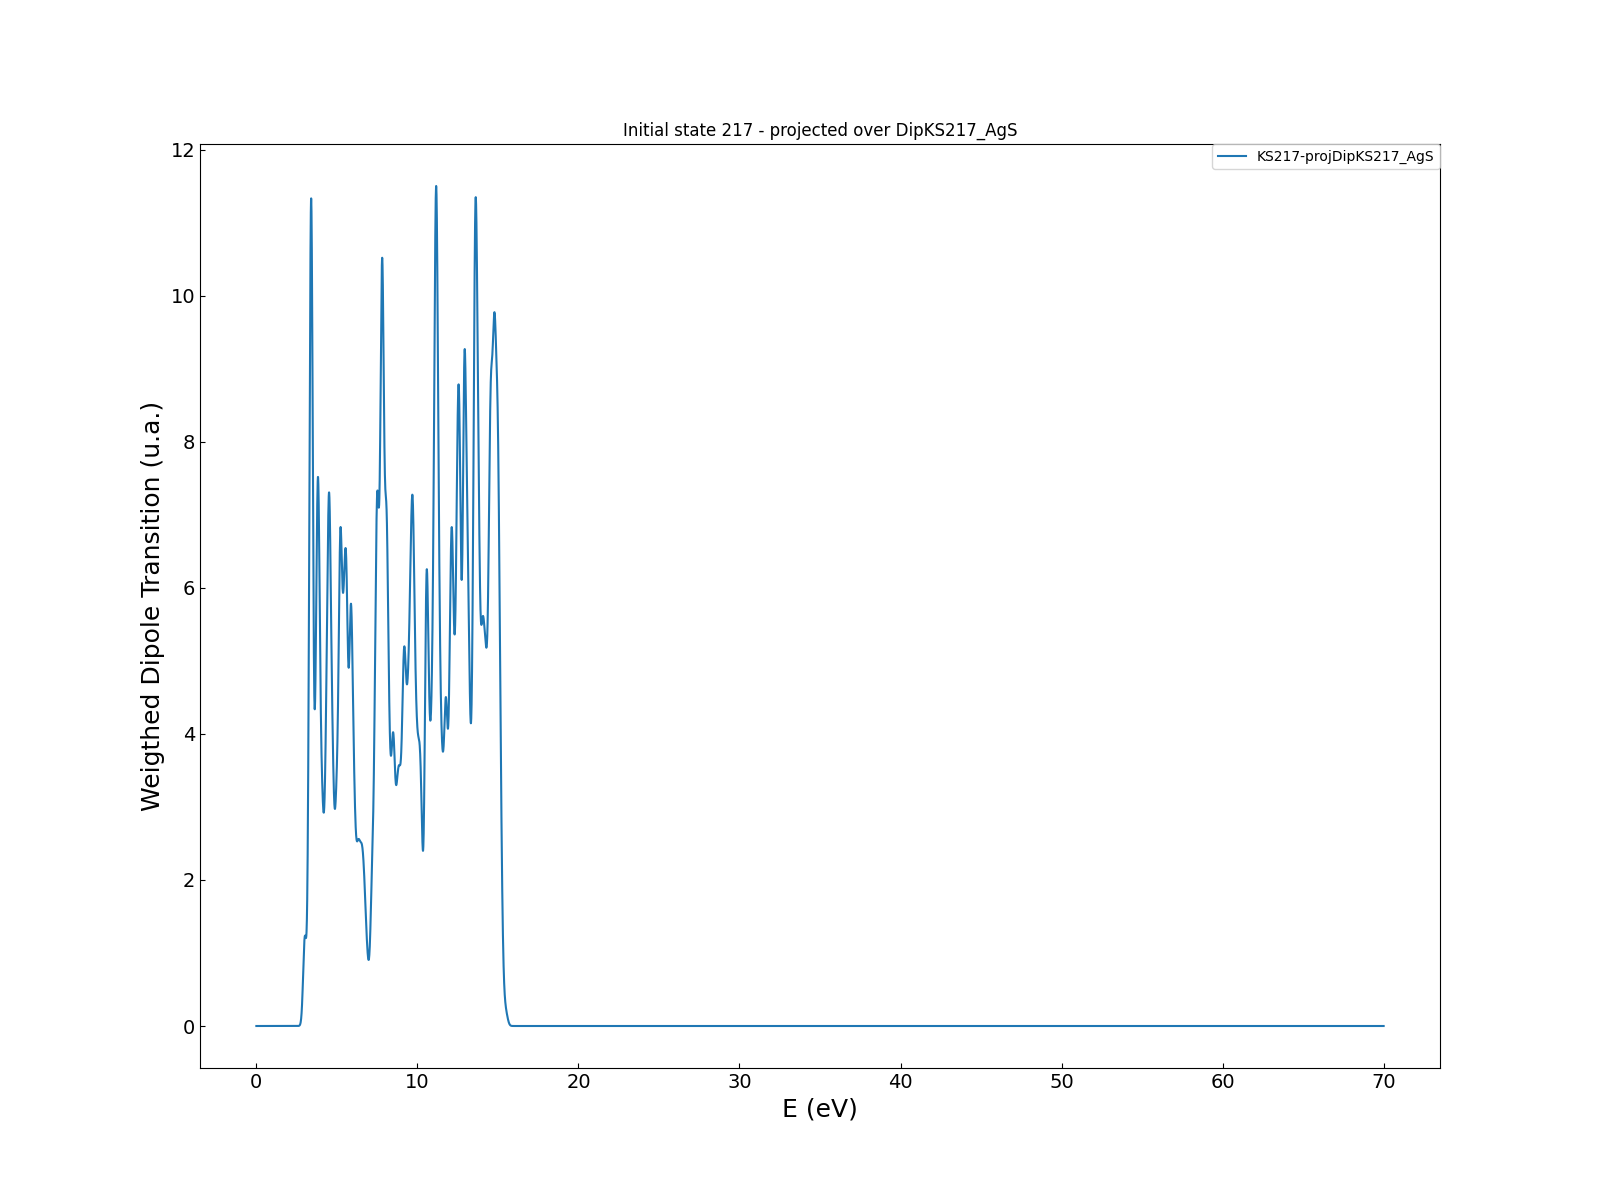 Initial state 217 - projected over DipKS217_AgS
KS217-projDipKS217_AgS
Weigthed Dipole Transition (u.a.)
12
10
8
6
4
2
0
0 10 20 30 40 50 60 70
E (eV)